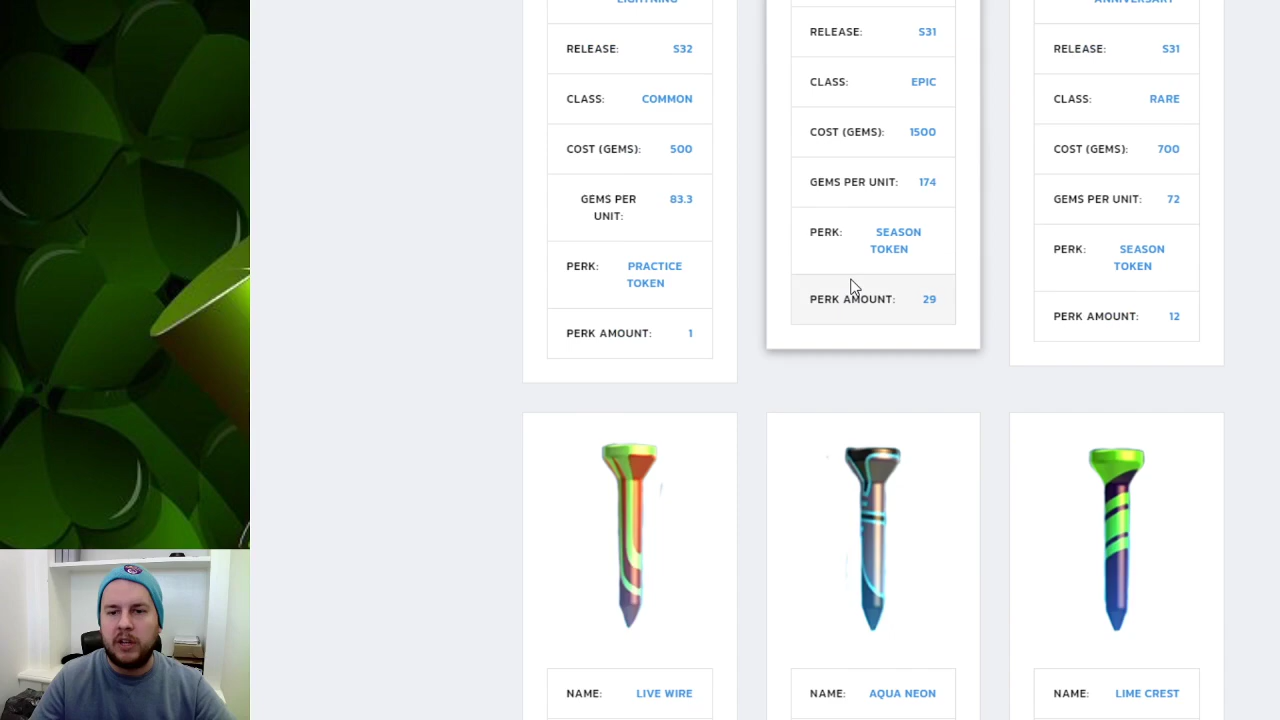 LIGHTNING
RELEASE: S32
CLASS: COMMON
COST (GEMS): 500
GEMS PER
UNIT: 83.3
PERK: PRACTICE
TOKEN
PERK AMOUNT: 1
RELEASE: S31
CLASS: EPIC
COST (GEMS): 1500
GEMS PER UNIT: 174
PERK: SEASON
TOKEN
PERK AMOUNT: 29
ANNIVERSARY
RELEASE: S31
CLASS: RARE
COST (GEMS): 700
GEMS PER UNIT: 72
PERK: SEASON
TOKEN
PERK AMOUNT: 12
NAME: LIVE WIRE
NAME: AQUA NEON
NAME: LIME CREST